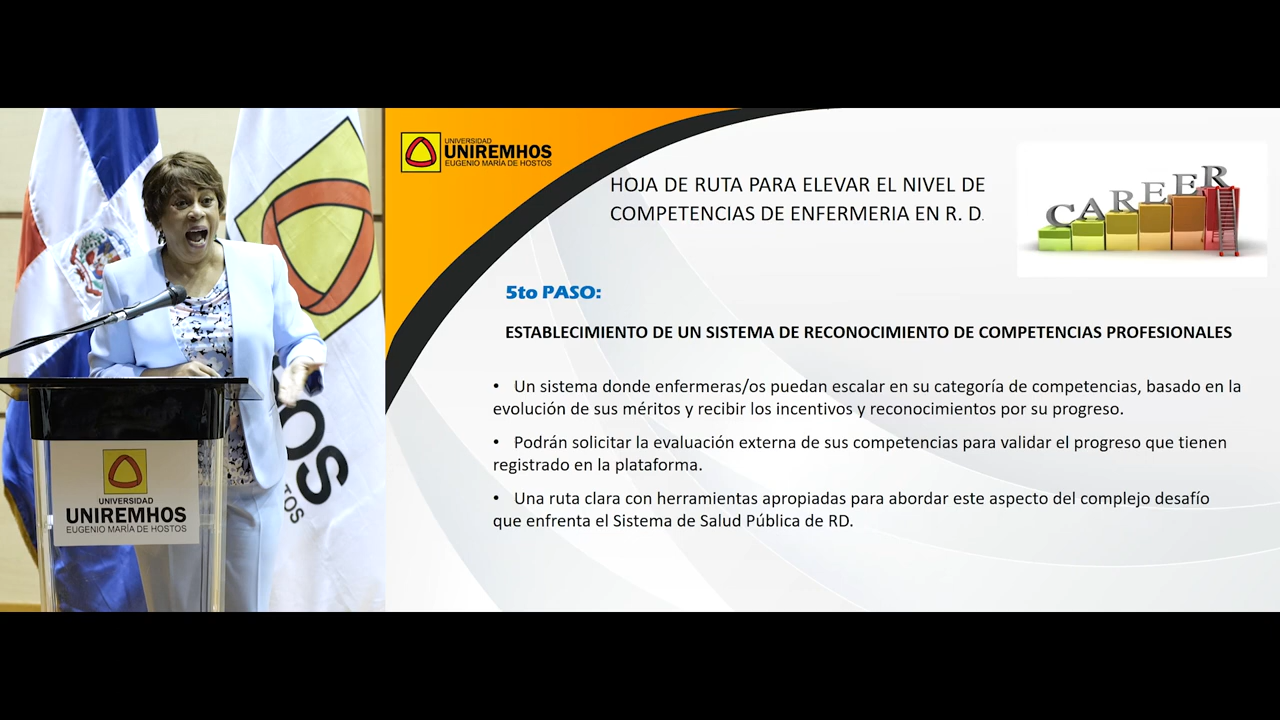 UNIVERSIDAD
UNIREMHOS
EUGENIO MARÍA DE HOSTOS
HOJA DE RUTA PARA ELEVAR EL NIVEL DE
COMPETENCIAS DE ENFERMERIA EN R. D.
CAREER
5to PASO:
ESTABLECIMIENTO DE UN SISTEMA DE RECONOCIMIENTO DE COMPETENCIAS PROFESIONALES
• Un sistema donde enfermeras/os puedan escalar en su categoría de competencias, basado en la
evolución de sus méritos y recibir los incentivos y reconocimientos por su progreso.
• Podrán solicitar la evaluación externa de sus competencias para validar el progreso que tienen
registrado en la plataforma.
• Una ruta clara con herramientas apropiadas para abordar este aspecto del complejo desafío
que enfrenta el Sistema de Salud Pública de RD.
UNIVERSIDAD
UNIREMHOS
EUGENIO MARÍA DE HOSTOS